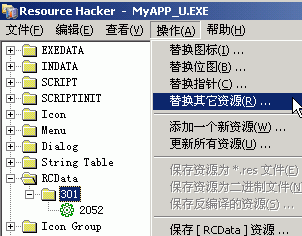 Resource Hacker - MyAPP_U.EXE
文件(F) 编辑(E) 查看(V) 操作(A) 帮助(H)
EXEDATA
INDATA
SCRIPT
SCRIPTINIT
Icon
Menu
Dialog
String Table
RCData
301
2052
Icon Group
替换图标(I) ...
替换位图(B) ...
替换指针(C) ...
替换其它资源(R) ...
添加一个新资源(W) ...
更新所有资源(U) ...
保存资源为 *.res 文件(E)
保存资源为二进制文件(N)
保存反编译的资源(V) ...
保存 [ RCData ] 资源 ...